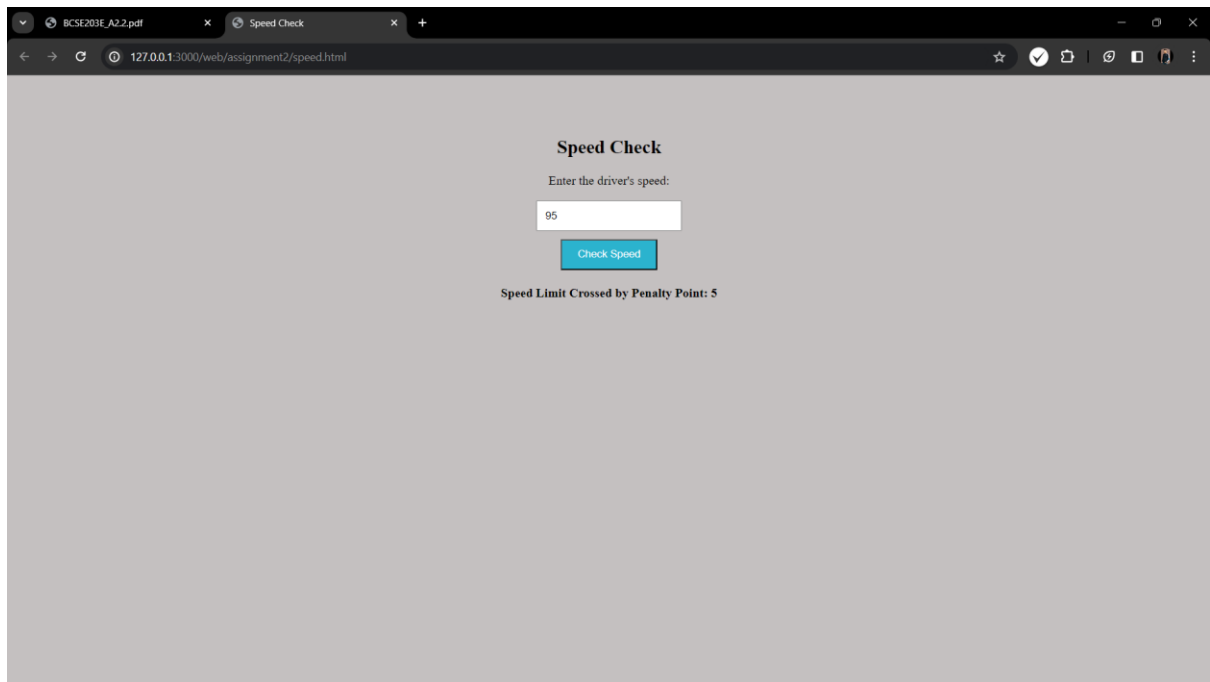 BCSE203E_A2.2.pdf
Speed Check
127.0.0.1:3000/web/assignment2/speed.html
Speed Check
Enter the driver's speed:
95
Check Speed
Speed Limit Crossed by Penalty Point: 5